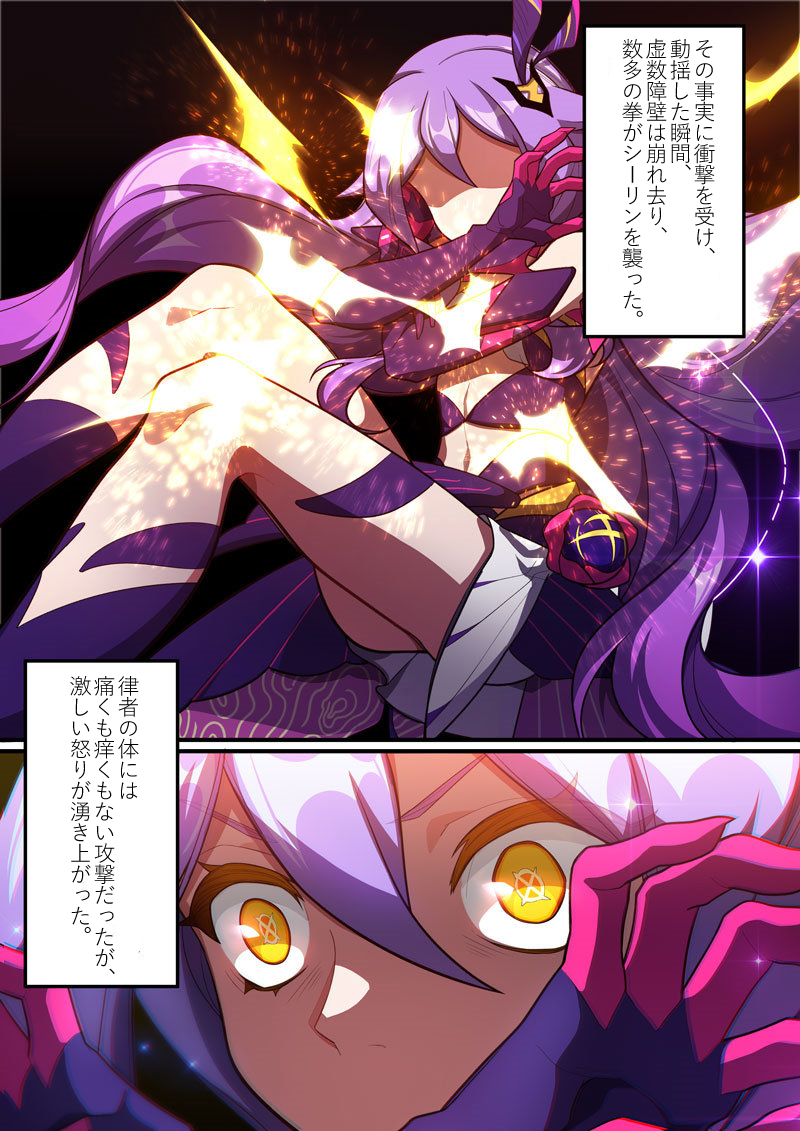 その事実に衝撃を受け、
動揺した瞬間、
虚数障壁は崩れ去り、
数多の拳がシーリンを襲った。
律者の体には
痛くも痒くもない攻撃だったが、
激しい怒りが湧き上がった。